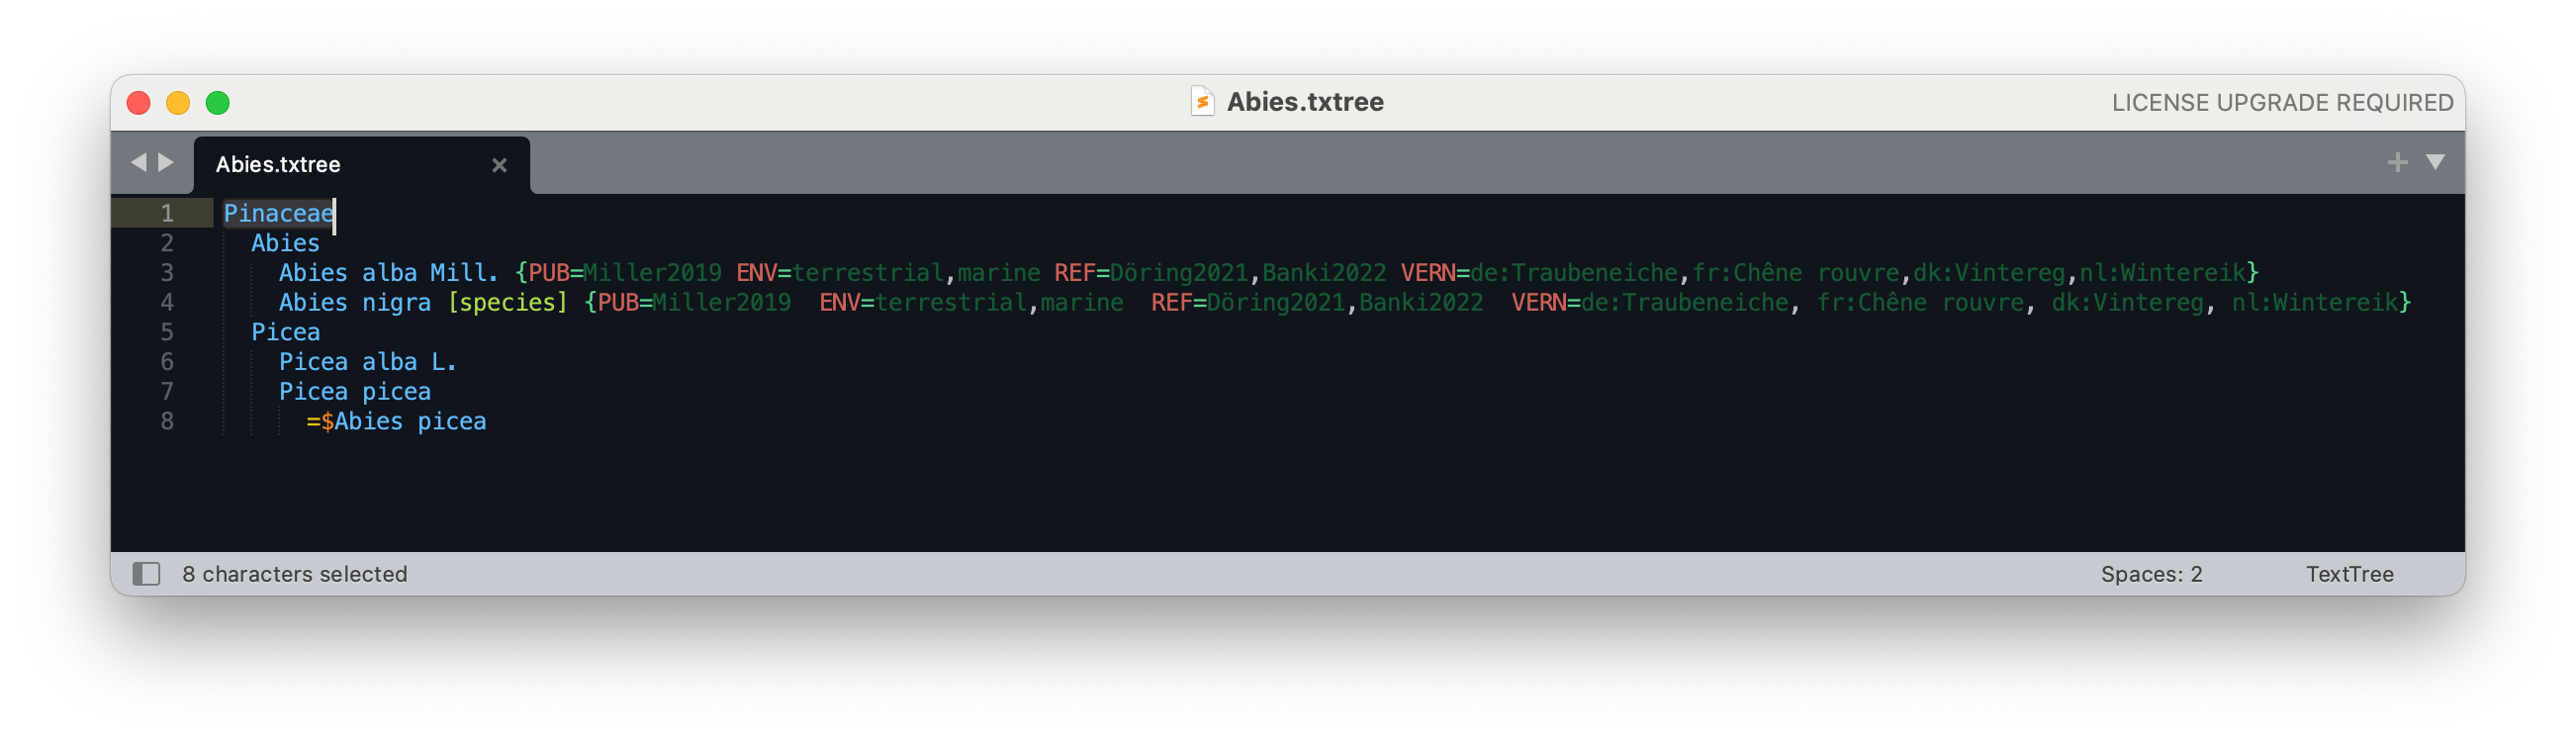 Abies.txtree
LICENSE UPGRADE REQUIRED
Abies.txtree
1 Pinaceae
2 Abies
3 Abies alba Mill. {PUB=Miller2019 ENV=terrestrial,marine REF=Döring2021,Banki2022 VERN=de:Traubeneiche,fr:Chêne rouvre,dk:Vintereg,nl:Wintereik}
4 Abies nigra [species] {PUB=Miller2019  ENV=terrestrial,marine  REF=Döring2021,Banki2022  VERN=de:Traubeneiche, fr:Chêne rouvre, dk:Vintereg, nl:Wintereik}
5 Picea
6 Picea alba L.
7 Picea picea
8 =$Abies picea
8 characters selected
Spaces: 2
TextTree